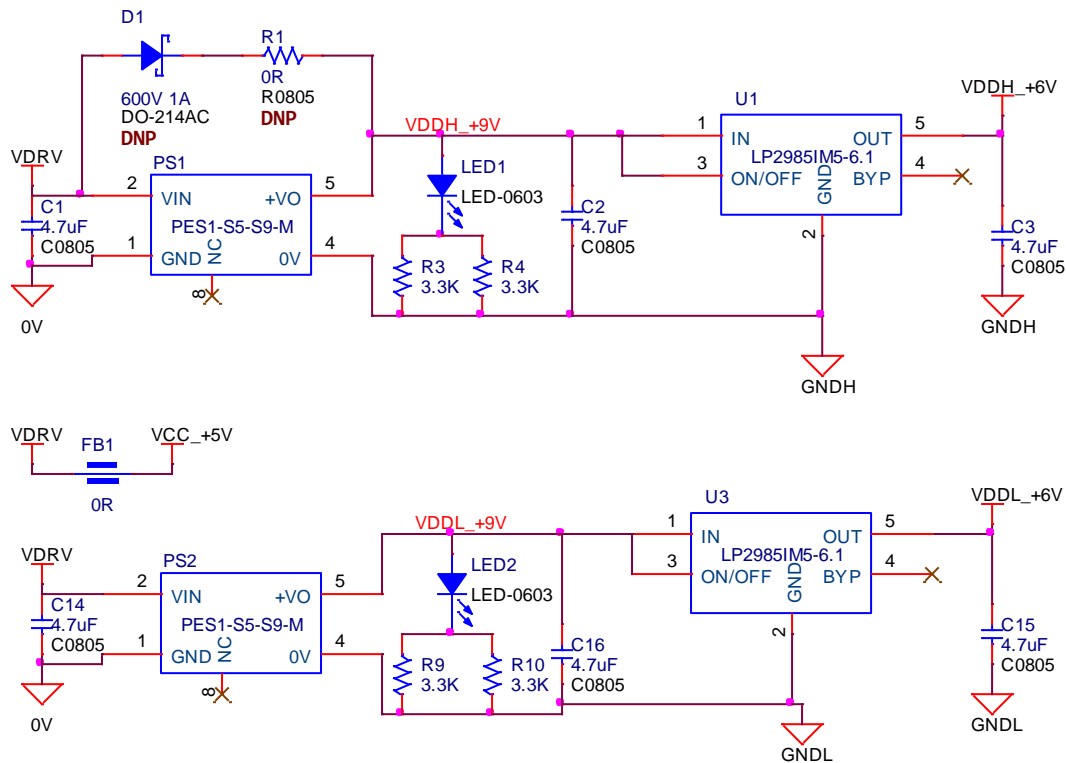 D1
600V 1A
DO-214AC
DNP
R1
0R
R0805
DNP
VDRV
C1
4.7uF
C0805
0V
PS1
2
VIN
1
GND
NC
8
PES1-S5-S9-M
+VO
5
0V
4
VDDH_+9V
LED1
LED-0603
R3
3.3K
R4
3.3K
C2
4.7uF
C0805
U1
1
IN
3
ON/OFF
LP2985IM5-6.1
GND
2
OUT
5
BYP
4
GNDH
VDDH_+6V
C3
4.7uF
C0805
GNDH
VDRV
FB1
0R
VCC_+5V
VDRV
C14
4.7uF
C0805
0V
PS2
2
VIN
1
GND
NC
8
PES1-S5-S9-M
+VO
5
0V
4
VDDL_+9V
LED2
LED-0603
R9
3.3K
R10
3.3K
C16
4.7uF
C0805
U3
1
IN
3
ON/OFF
LP2985IM5-6.1
GND
2
OUT
5
BYP
4
GNDL
VDDL_+6V
C15
4.7uF
C0805
GNDL